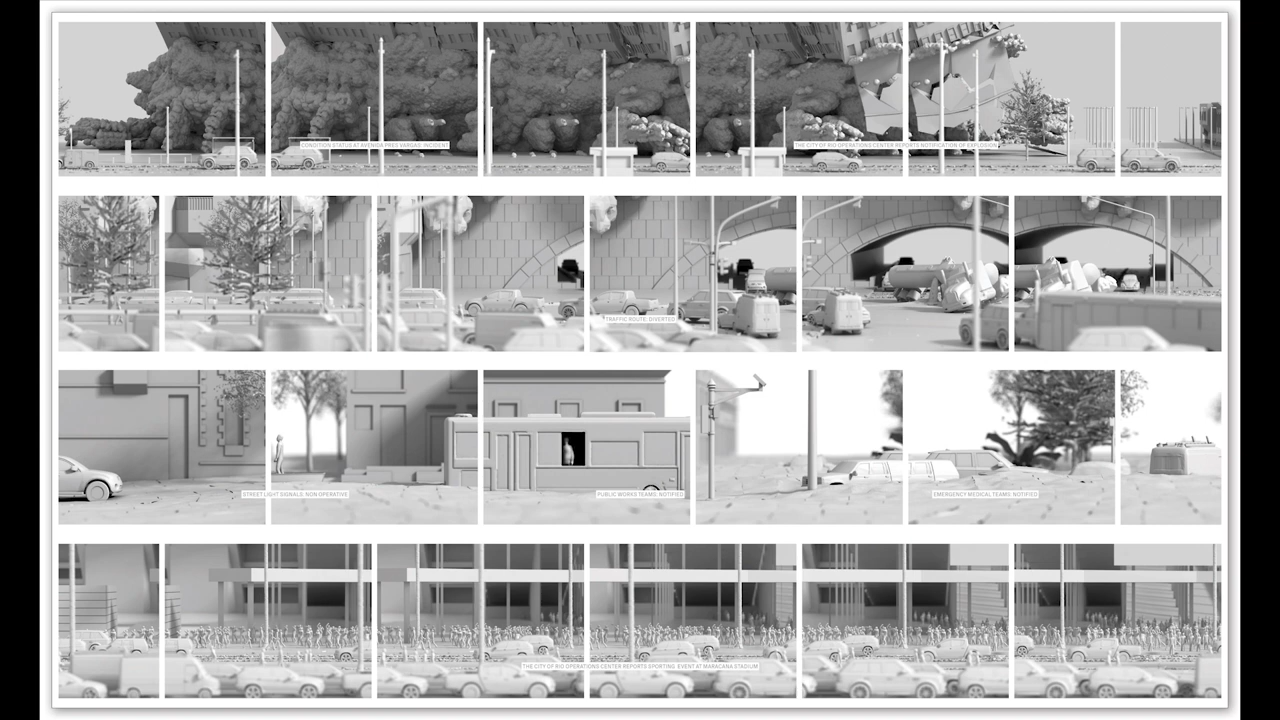 CONDITION STATUS AT AVENIDA PRES VARGAS: INCIDENT
THE CITY OF RIO OPERATIONS CENTER REPORTS NOTIFICATION OF EXPLOSION
TRAFFIC ROUTE: DIVERTED
STREET LIGHT SIGNALS: NON OPERATIVE
PUBLIC WORKS TEAMS: NOTIFIED
EMERGENCY MEDICAL TEAMS: NOTIFIED
THE CITY OF RIO OPERATIONS CENTER REPORTS SPORTING EVENT AT MARACANA STADIUM